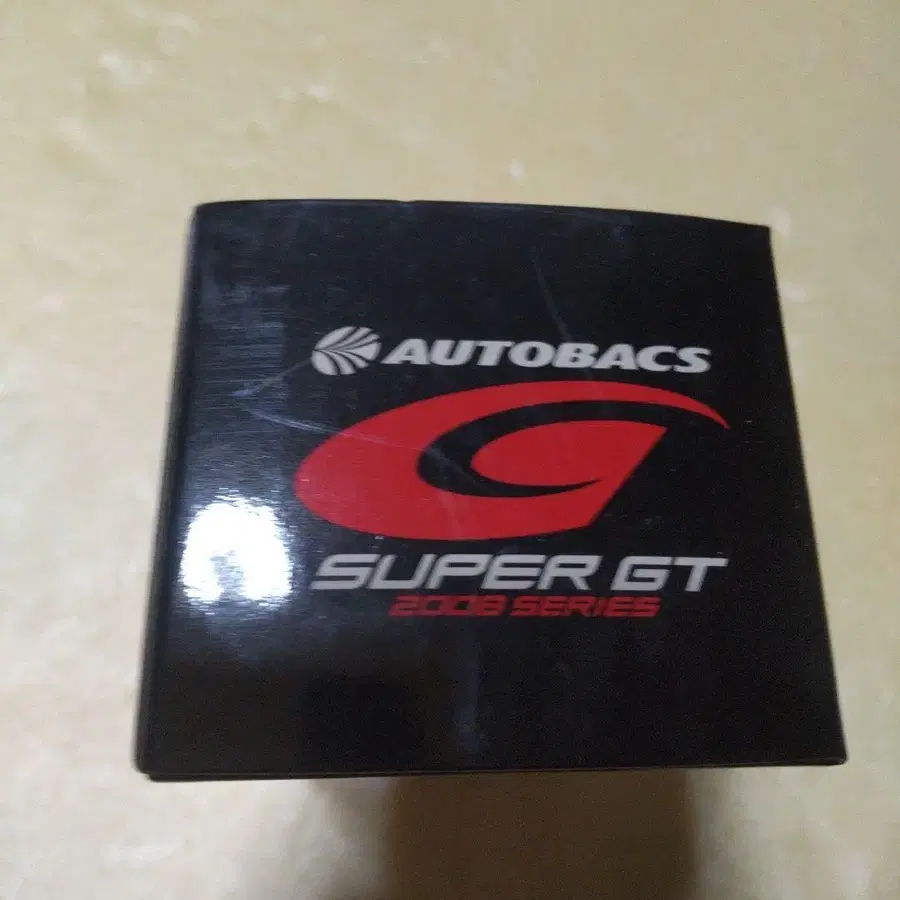 AUTOBACS
SUPER GT
2008 SERIES